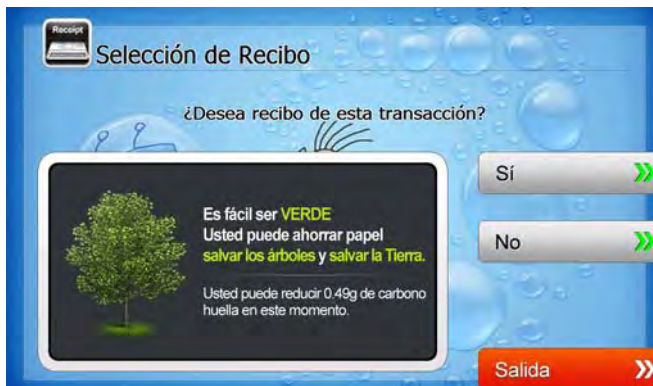 Receipt
Selección de Recibo
¿Desea recibo de esta transacción?
Es fácil ser VERDE
Usted puede ahorrar papel
salvar los árboles y salvar la Tierra.
Usted puede reducir 0.49g de carbono
huella en este momento.
Sí
No
Salida